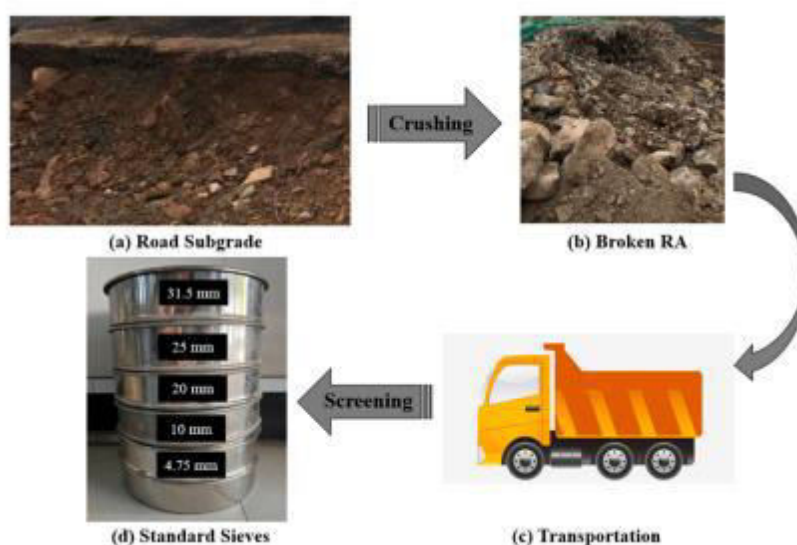 Crushing
(a) Road Subgrade
(b) Broken RA
31.5 mm
25 mm
20 mm
10 mm
4.75 mm
Screening
(d) Standard Sieves
(c) Transportation